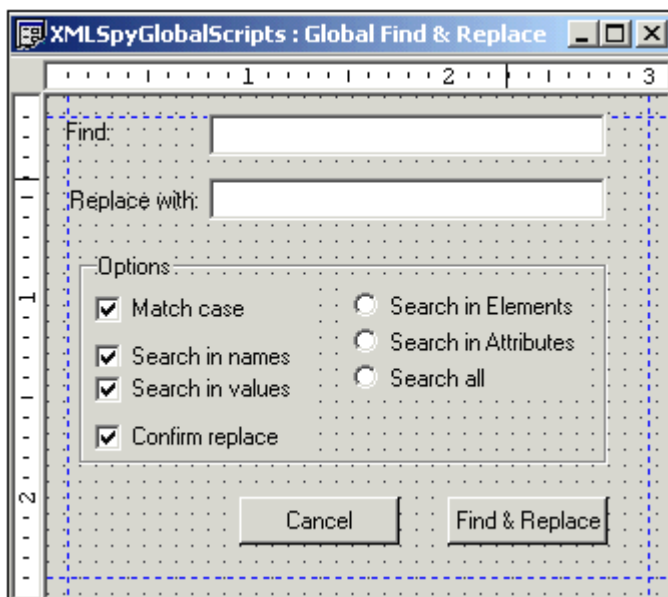 XMLSpyGlobalScripts : Global Find & Replace
1 2 3
Find:
Replace with:
Options
Match case
Search in Elements
Search in names
Search in Attributes
Search in values
Search all
Confirm replace
1
2
Cancel
Find & Replace